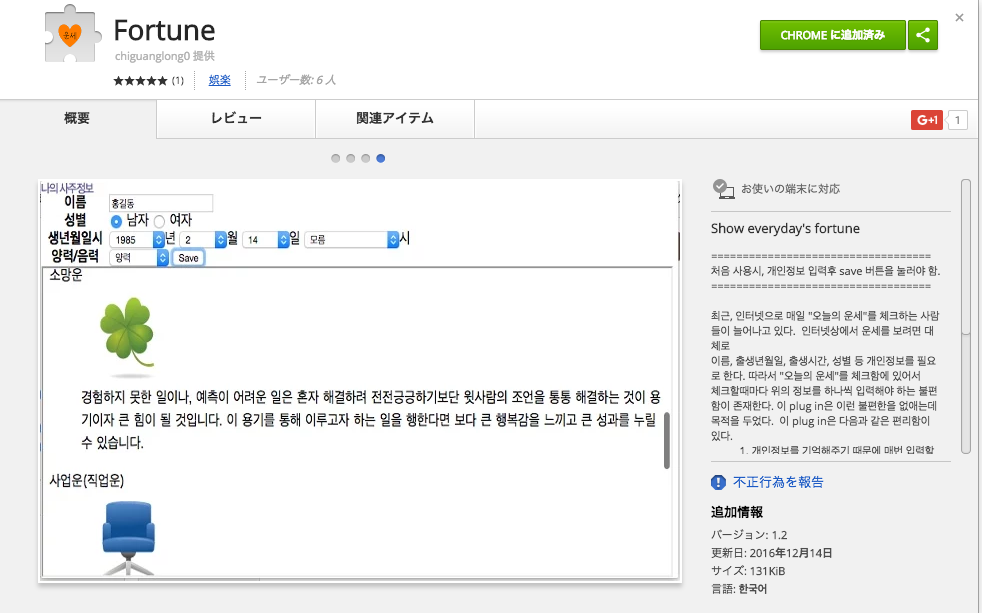 운세
Fortune
chiguanglong0 提供
★★★★★ (1)
娯楽
ユーザー数: 6 人
CHROME に追加済み
×
概要
レビュー
関連アイテム
G+1
1
나의 사주정보
이름 홍길동
성별 남자 여자
생년월일시 1985 년 2 월 14 일 모름 시
양력/음력 양력 Save
소망운
경험하지 못한 일이나, 예측이 어려운 일은 혼자 해결하려 전전긍긍하기보단 윗사람의 조언을 통통 해결하는 것이 용
기이자 큰 힘이 될 것입니다. 이 용기를 통해 이루고자 하는 일을 행한다면 보다 큰 행복감을 느끼고 큰 성과를 누릴
수 있습니다.
사업운(직업운)
お使いの端末に対応
Show everyday's fortune
==================================
처음 사용시, 개인정보 입력후 save 버튼을 눌러야 함.
==================================
최근, 인터넷으로 매일 "오늘의 운세"를 체크하는 사람
들이 늘어나고 있다. 인터넷상에서 운세를 보려면 대
체로
이름, 출생년월일, 출생시간, 성별 등 개인정보를 필요
로 한다. 따라서 "오늘의 운세"를 체크함에 있어서
체크할때마다 위의 정보를 하나씩 입력해야 하는 불편
함이 존재한다. 이 plug in은 이런 불편한을 없애는데
목적을 두었다. 이 plug in은 다음과 같은 편리함이
있다.
1. 개인정보를 기억해주기 때문에 매번 입력할
不正行為を報告
追加情報
バージョン: 1.2
更新日: 2016年12月14日
サイズ: 131KiB
言語: 한국어